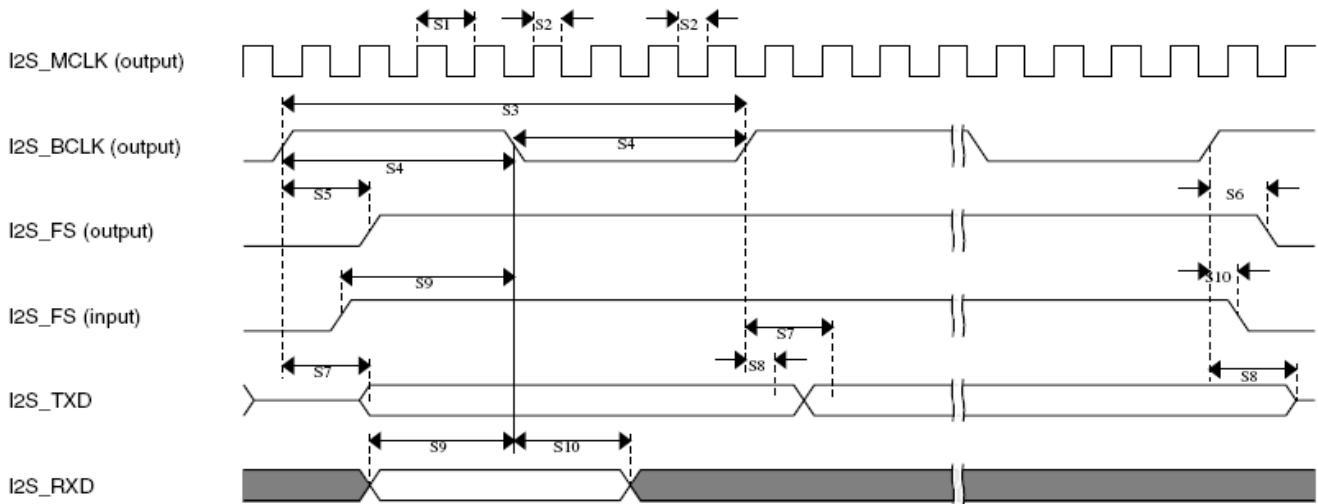 S1
S2
S2
I2S_MCLK (output)
S3
I2S_BCLK (output)
S4
S4
S5
S6
I2S_FS (output)
S9
S10
I2S_FS (input)
S7
S7
S8
S8
I2S_TXD
S9
S10
I2S_RXD